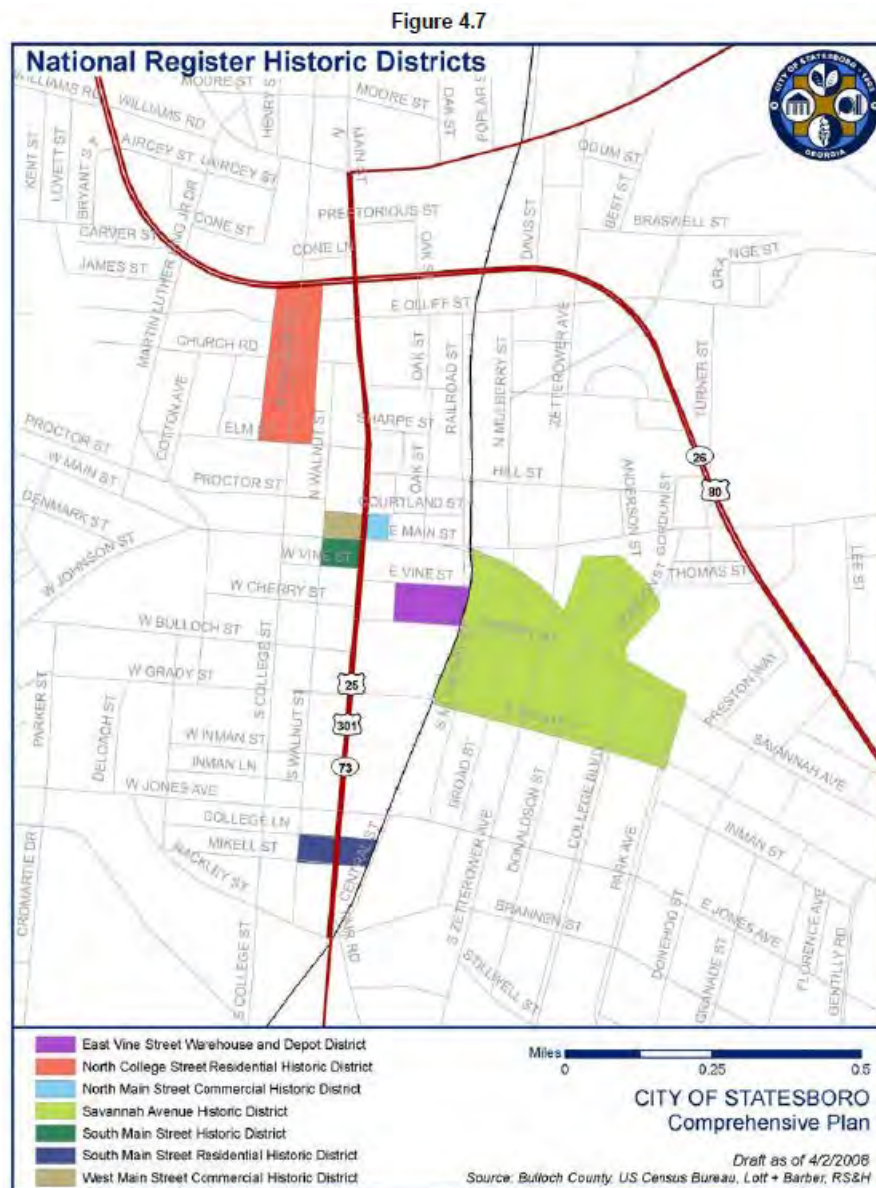 Figure 4.7
National Register Historic Districts
CITY OF STATESBORO - 1803
GEORGIA
WILLIAMS RD
WILLIAMS RD
MOORE ST
HENRY S
N
MAIN ST
MOORE ST
OAK ST
POPLAR S
KENT ST
LOVETT ST
BRYANT S
AIRCEY ST
CONE ST
CARVER ST
JAMES ST
MARTIN LUTHER KING JR DR
CONE LN
PRETORIOUS ST
OAK ST
DAVIS ST
ODUM ST
BEST ST
BRASWELL ST
NGE ST
E OLLIFF ST
CHURCH RD
COTTON AVE
OAK ST
RAILROAD ST
N MULBERRY ST
ZETTEROWER AVE
TURNER ST
PROCTOR ST
ELM S
SHARPE ST
W MAIN ST
N WALNUT ST
26
80
PROCTOR ST
OAK ST
HILL ST
DENMARK ST
COURTLAND ST
E MAIN ST
ANDERSON ST
GORDON ST
W JOHNSON ST
W VINE ST
E VINE ST
THOMAS ST
LEE ST
W CHERRY ST
W BULLOCH ST
W GRADY ST
S COLLEGE ST
25
301
73
PARKER ST
DELOACH ST
W INMAN ST
INMAN LN
S WALNUT ST
PRESTON WAY
SAVANNAH AVE
W JONES AVE
BROAD ST
DONALDSON ST
COLLEGE BLVD
COLLEGE LN
MIKELL ST
CENTRAL ST
S ZETTEROWER AVE
PARK AVE
INMAN ST
CROMARTIE DR
HACKLEY ST
BRANNEN ST
E JONES AVE
FLORENCE AVE
GENTILLY RD
S COLLEGE ST
STILLWELL ST
DONEHOO ST
GRANADE ST
East Vine Street Warehouse and Depot District
North College Street Residential Historic District
North Main Street Commercial Historic District
Savannah Avenue Historic District
South Main Street Historic District
South Main Street Residential Historic District
West Main Street Commercial Historic District
Miles
0 0.25 0.5
CITY OF STATESBORO
Comprehensive Plan
Draft as of 4/2/2008
Source: Bulloch County, US Census Bureau, Lott + Barber, RS&H